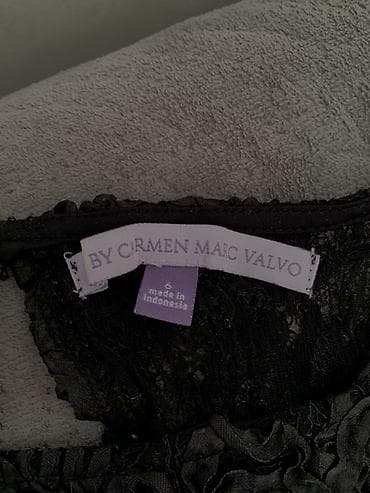 BY CARMEN MARC VALVO
6
made in
indonesia